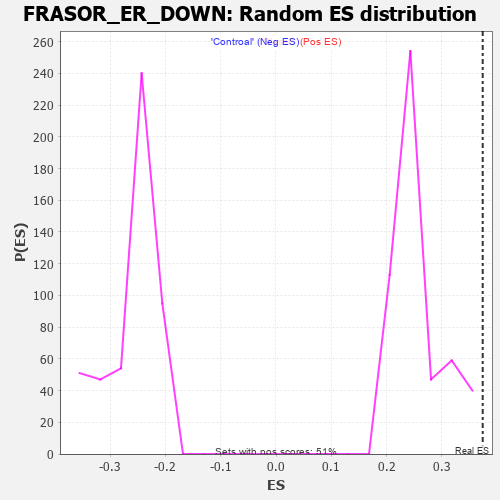 FRASOR_ER_DOWN: Random ES distribution
'Controal' (Neg ES)(Pos ES)
260
240
220
200
180
160
140
120
100
80
60
40
20
0
P(ES)
Sets with pos scores: 51%
Real ES
-0.3 -0.2 -0.1 0.0 0.1 0.2 0.3
ES